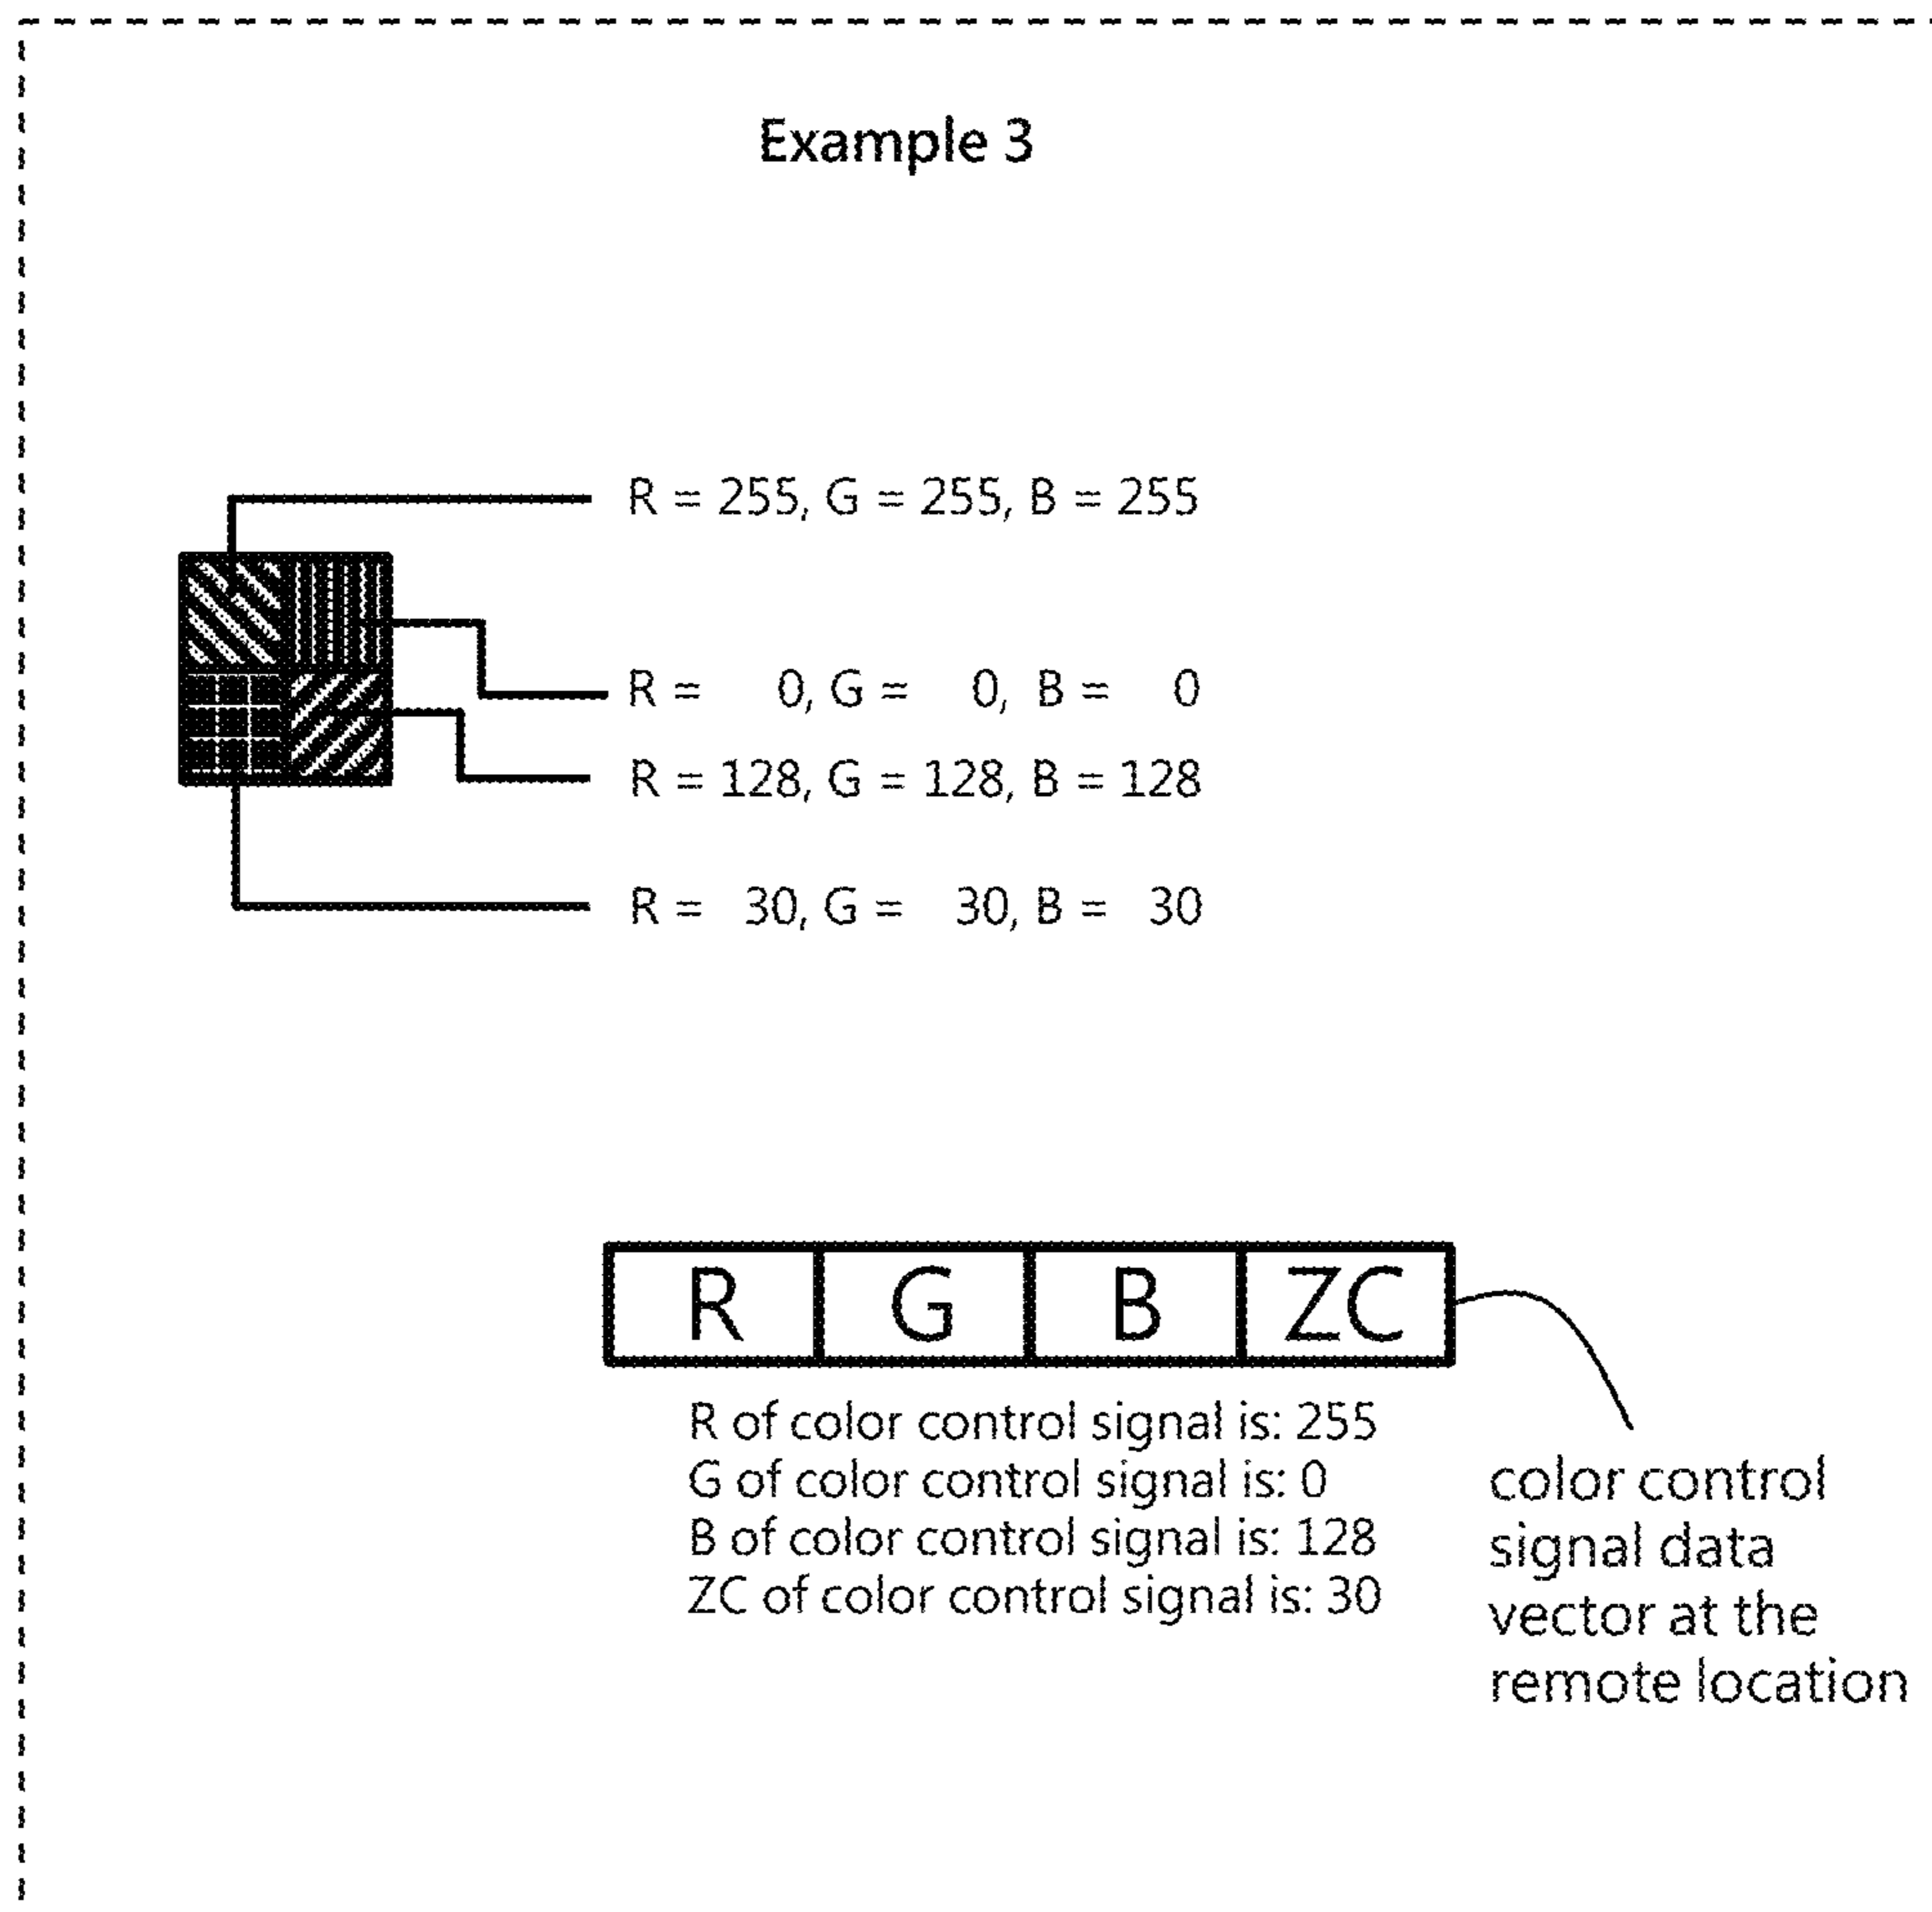 Example 3
R = 255, G = 255, B = 255
R = 0, G = 0, B = 0
R = 128, G = 128, B = 128
R = 30, G = 30, B = 30
R G B ZC
R of color control signal is: 255
G of color control signal is: 0
B of color control signal is: 128
ZC of color control signal is: 30
color control
signal data
vector at the
remote location